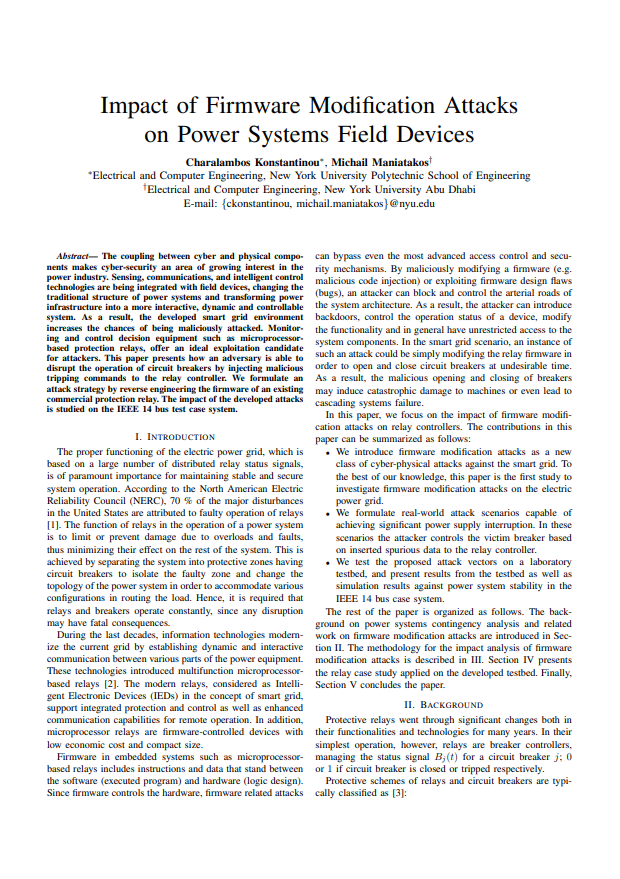 Impact of Firmware Modification Attacks
on Power Systems Field Devices
Charalambos Konstantinou*, Michail Maniatakos†
*Electrical and Computer Engineering, New York University Polytechnic School of Engineering
†Electrical and Computer Engineering, New York University Abu Dhabi
E-mail: {ckonstantinou, michail.maniatakos}@nyu.edu
Abstract— The coupling between cyber and physical compo-
nents makes cyber-security an area of growing interest in the
power industry. Sensing, communications, and intelligent control
technologies are being integrated with field devices, changing the
traditional structure of power systems and transforming power
infrastructure into a more interactive, dynamic and controllable
system. As a result, the developed smart grid environment
increases the chances of being maliciously attacked. Monitor-
ing and control decision equipment such as microprocessor-
based protection relays, offer an ideal exploitation candidate
for attackers. This paper presents how an adversary is able to
disrupt the operation of circuit breakers by injecting malicious
tripping commands to the relay controller. We formulate an
attack strategy by reverse engineering the firmware of an existing
commercial protection relay. The impact of the developed attacks
is studied on the IEEE 14 bus test case system.
I. INTRODUCTION
The proper functioning of the electric power grid, which is
based on a large number of distributed relay status signals,
is of paramount importance for maintaining stable and secure
system operation. According to the North American Electric
Reliability Council (NERC), 70 % of the major disturbances
in the United States are attributed to faulty operation of relays
[1]. The function of relays in the operation of a power system
is to limit or prevent damage due to overloads and faults,
thus minimizing their effect on the rest of the system. This is
achieved by separating the system into protective zones having
circuit breakers to isolate the faulty zone and change the
topology of the power system in order to accommodate various
configurations in routing the load. Hence, it is required that
relays and breakers operate constantly, since any disruption
may have fatal consequences.
During the last decades, information technologies modern-
ize the current grid by establishing dynamic and interactive
communication between various parts of the power equipment.
These technologies introduced multifunction microprocessor-
based relays [2]. The modern relays, considered as Intelli-
gent Electronic Devices (IEDs) in the concept of smart grid,
support integrated protection and control as well as enhanced
communication capabilities for remote operation. In addition,
microprocessor relays are firmware-controlled devices with
low economic cost and compact size.
Firmware in embedded systems such as microprocessor-
based relays includes instructions and data that stand between
the software (executed program) and hardware (logic design).
Since firmware controls the hardware, firmware related attacks
can bypass even the most advanced access control and secu-
rity mechanisms. By maliciously modifying a firmware (e.g.
malicious code injection) or exploiting firmware design flaws
(bugs), an attacker can block and control the arterial roads of
the system architecture. As a result, the attacker can introduce
backdoors, control the operation status of a device, modify
the functionality and in general have unrestricted access to the
system components. In the smart grid scenario, an instance of
such an attack could be simply modifying the relay firmware in
order to open and close circuit breakers at undesirable time.
As a result, the malicious opening and closing of breakers
may induce catastrophic damage to machines or even lead to
cascading systems failure.
In this paper, we focus on the impact of firmware modifi-
cation attacks on relay controllers. The contributions in this
paper can be summarized as follows:
• We introduce firmware modification attacks as a new
class of cyber-physical attacks against the smart grid. To
the best of our knowledge, this paper is the first study to
investigate firmware modification attacks on the electric
power grid.
• We formulate real-world attack scenarios capable of
achieving significant power supply interruption. In these
scenarios the attacker controls the victim breaker based
on inserted spurious data to the relay controller.
• We test the proposed attack vectors on a laboratory
testbed, and present results from the testbed as well as
simulation results against power system stability in the
IEEE 14 bus case system.
The rest of the paper is organized as follows. The back-
ground on power systems contingency analysis and related
work on firmware modification attacks are introduced in Sec-
tion II. The methodology for the impact analysis of firmware
modification attacks is described in III. Section IV presents
the relay case study applied on the developed testbed. Finally,
Section V concludes the paper.
II. BACKGROUND
Protective relays went through significant changes both in
their functionalities and technologies for many years. In their
simplest operation, however, relays are breaker controllers,
managing the status signal Bj(t) for a circuit breaker j; 0
or 1 if circuit breaker is closed or tripped respectively.
Protective schemes of relays and circuit breakers are typi-
cally classified as [3]: